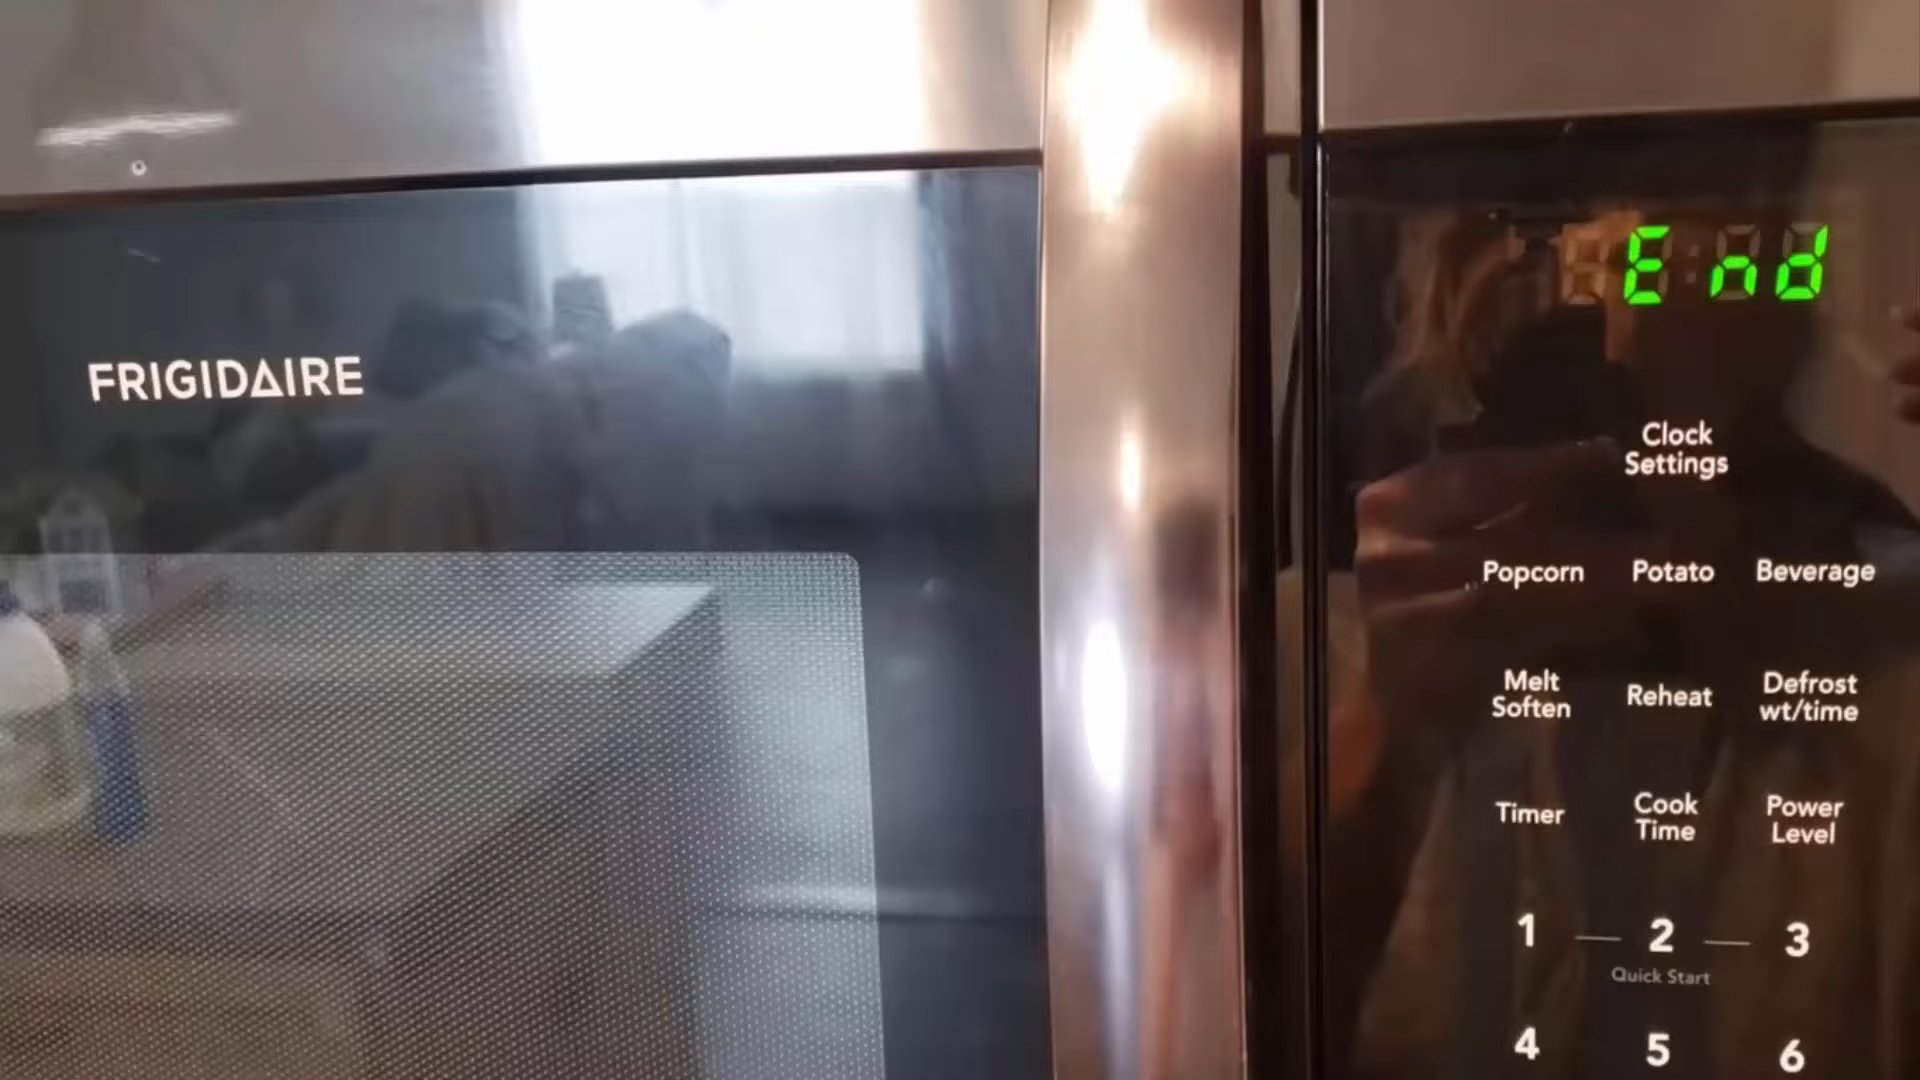 End
FRIGIDAIRE
Clock
Settings
Popcorn Potato Beverage
Melt
Soften
Reheat
Defrost
wt/time
Timer
Cook
Time
Power
Level
1 2 3
Quick Start
4 5 6